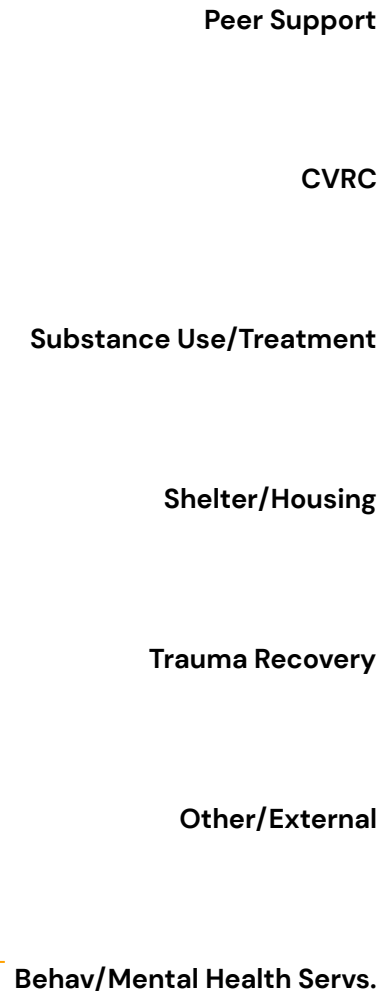 Peer Support
CVRC
Substance Use/Treatment
Shelter/Housing
Trauma Recovery
Other/External
Behav/Mental Health Servs.